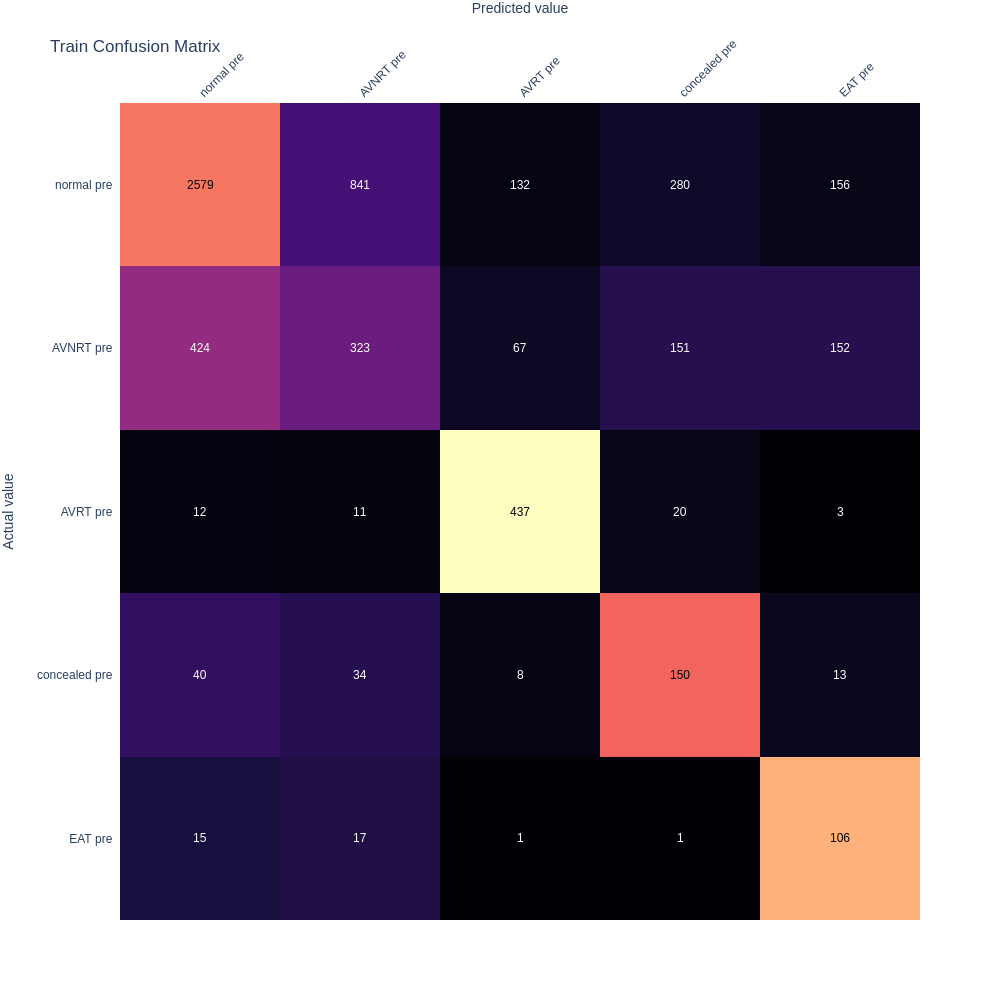 Predicted value
Train Confusion Matrix
normal pre AVNRT pre AVRT pre concealed pre EAT pre
normal pre 2579 841 132 280 156
AVNRT pre 424 323 67 151 152
Actual value
AVRT pre 12 11 437 20 3
concealed pre 40 34 8 150 13
EAT pre 15 17 1 1 106